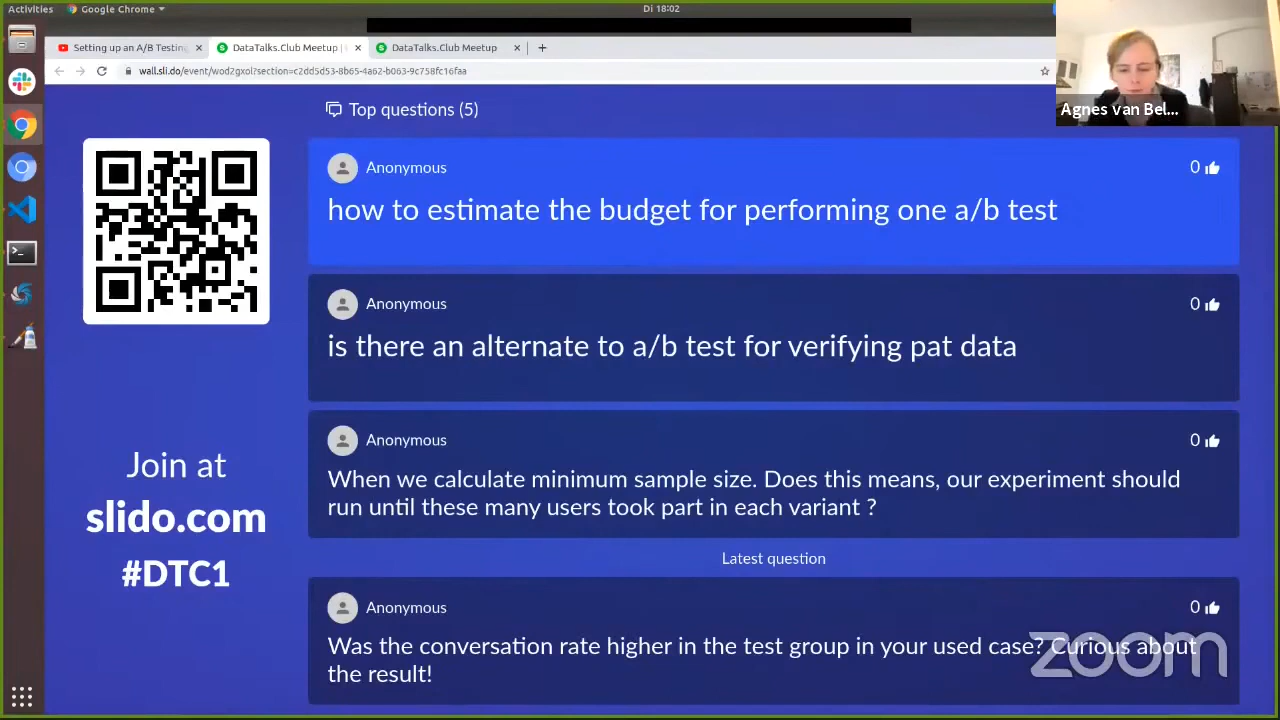 Activities
Google Chrome
Di 18:02
Setting up an A/B Testing
DataTalks.Club Meetup |
DataTalks.Club Meetup
wall.sli.do/event/wod2gxol?section=c2dd5d53-8b65-4a62-b063-9c758fc16faa
Agnes van Bel...
Top questions (5)
Anonymous
0
how to estimate the budget for performing one a/b test
Anonymous
0
is there an alternate to a/b test for verifying pat data
Anonymous
0
When we calculate minimum sample size. Does this means, our experiment should
run until these many users took part in each variant ?
Join at
slido.com
#DTC1
Latest question
Anonymous
0
Was the conversation rate higher in the test group in your used case? Curious about
the result!
zoom